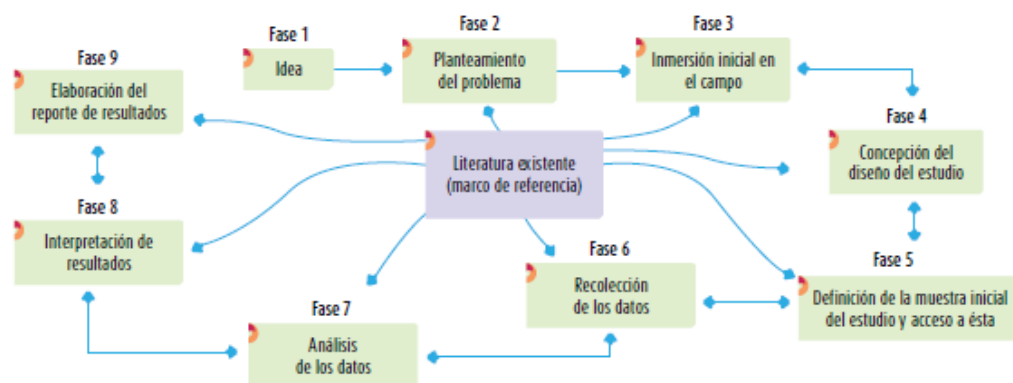 Fase 1
Idea
Fase 2
Planteamiento
del problema
Fase 3
Inmersión inicial en
el campo
Fase 4
Concepción del
diseño del estudio
Fase 5
Definición de la muestra inicial
del estudio y acceso a ésta
Fase 6
Recolección
de los datos
Fase 7
Análisis
de los datos
Fase 8
Interpretación de
resultados
Fase 9
Elaboración del
reporte de resultados
Literatura existente
(marco de referencia)